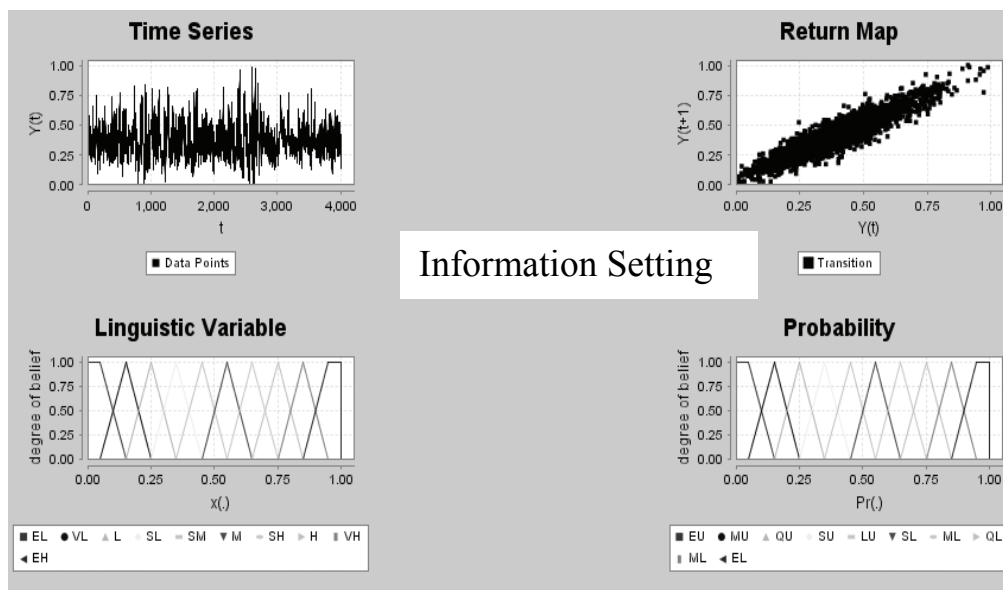 Time Series
1.00
0.75
0.50
0.25
0.00
Y(t)
0
1,000
2,000
3,000
4,000
t
Data Points
Return Map
1.00
0.75
0.50
0.25
0.00
Y(t+1)
0.00
0.25
0.50
0.75
1.00
Y(t)
Transition
Information Setting
Linguistic Variable
1.00
0.75
0.50
0.25
0.00
degree of belief
0.00
0.25
0.50
0.75
1.00
x(.)
EL VL L SL SM M SH H VH
EH
Probability
1.00
0.75
0.50
0.25
0.00
degree of belief
0.00
0.25
0.50
0.75
1.00
Pr(.)
EU MU QU SU LU SL ML QL
ML EL